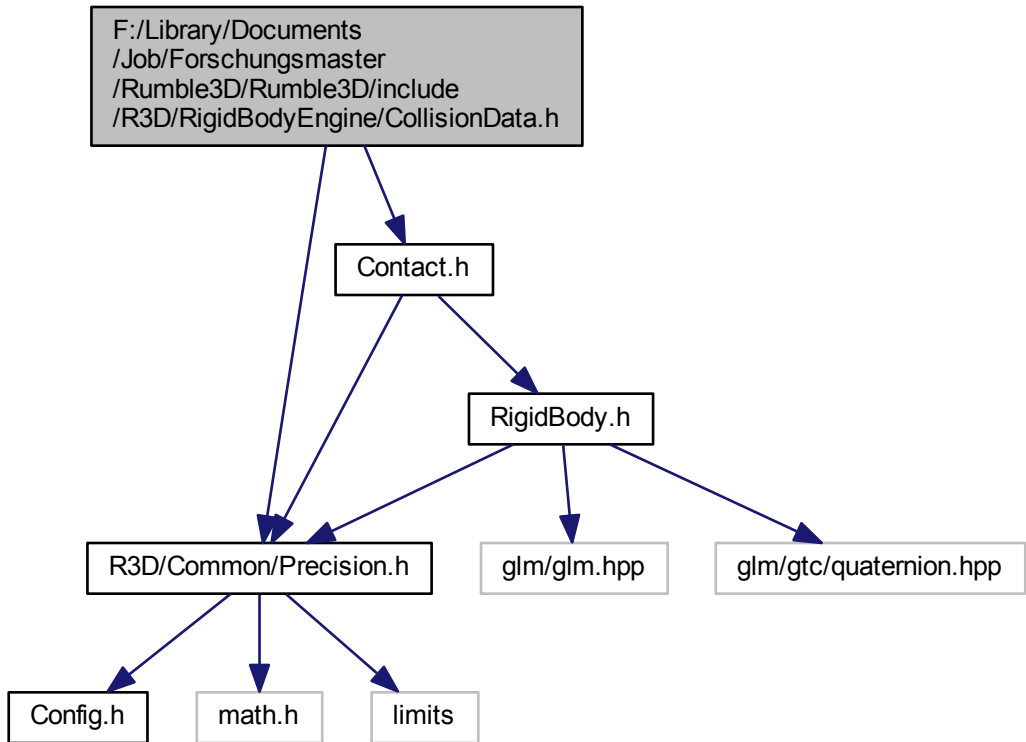 F:/Library/Documents
/Job/Forschungsmaster
/Rumble3D/Rumble3D/include
/R3D/RigidBodyEngine/CollisionData.h
Contact.h
RigidBody.h
R3D/Common/Precision.h
glm/glm.hpp
glm/gtc/quaternion.hpp
Config.h
math.h
limits